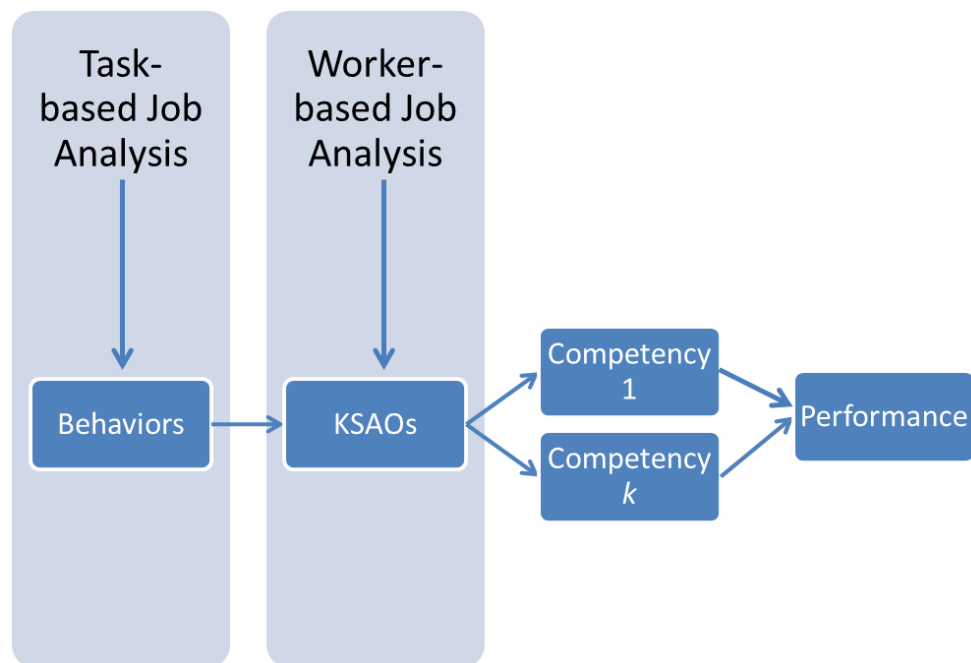 Task-
based Job
Analysis
Worker-
based Job
Analysis
Behaviors
KSAOs
Competency
1
Competency
k
Performance